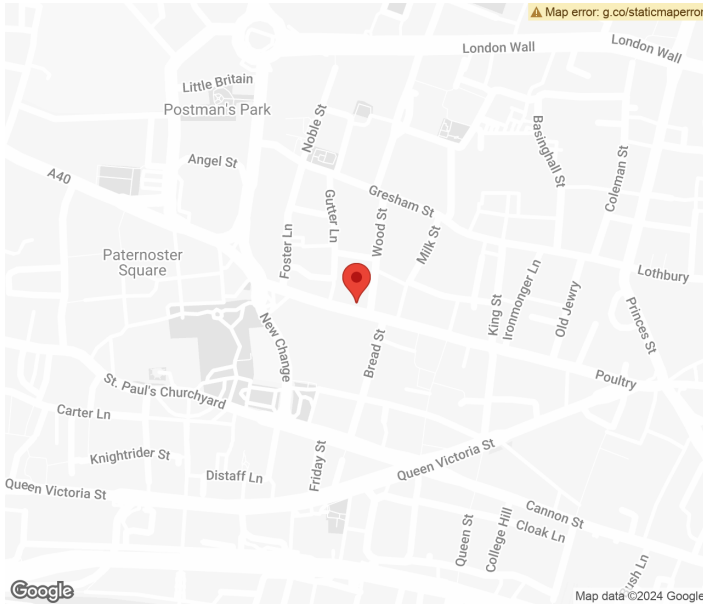 Map error: g.co/staticmaperror
London Wall
London Wall
Little Britain
Postman's Park
Noble St
Basinghall St
Coleman St
Angel St
A40
Gresham St
Gutter Ln
Wood St
Milk St
Foster Ln
Paternoster
Square
Lothbury
Ironmonger Ln
Old Jewry
King St
Princes St
New Change
Bread St
Poultry
St. Paul's Churchyard
Carter Ln
Knightrider St
Distaff Ln
Friday St
Queen Victoria St
Queen Victoria St
Cannon St
Cloak Ln
Queen St
College Hill
ush Ln
Google
Map data ©2024 Google